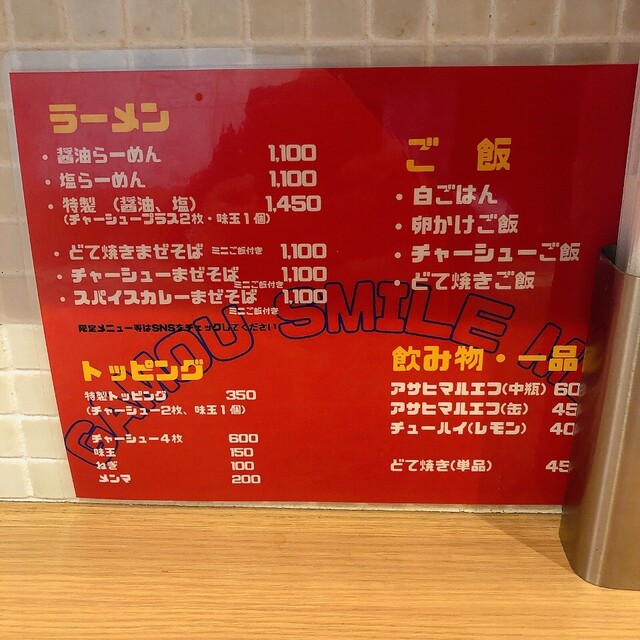 ラーメン
・醤油らーめん 1,100
・塩らーめん 1,100
・特製（醤油、塩） 1,450
（チャーシュープラス2枚・味玉1個）
・どて焼きまぜそば ミニご飯付き 1,100
・チャーシューまぜそば 1,100
ミニご飯付き
・スパイスカレーまぜそば 1,100
ミニご飯付き
限定メニュー等はSNSをチェックしてください
トッピング
特製トッピング 350
（チャーシュー2枚、味玉1個）
チャーシュー4枚 600
味玉 150
ねぎ 100
メンマ 200
ご飯
・白ごはん
・卵かけご飯
・チャーシューご飯
・どて焼きご飯
飲み物・一品
アサヒマルエフ(中瓶) 60
アサヒマルエフ(缶) 45
チューハイ(レモン) 40
どて焼き(単品) 45
GAMOU SMILE